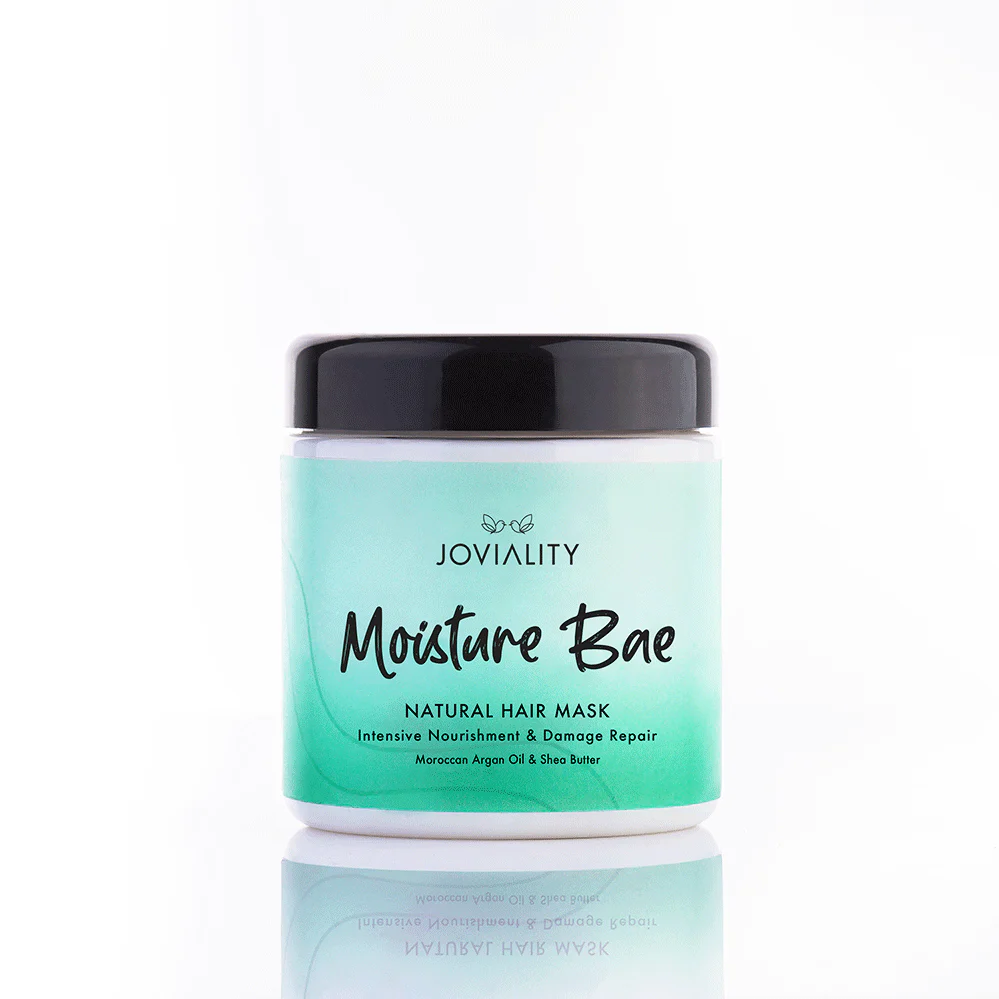 JOVIALITY
Moisture Bae
NATURAL HAIR MASK
Intensive Nourishment & Damage Repair
Moroccan Argan Oil & Shea Butter